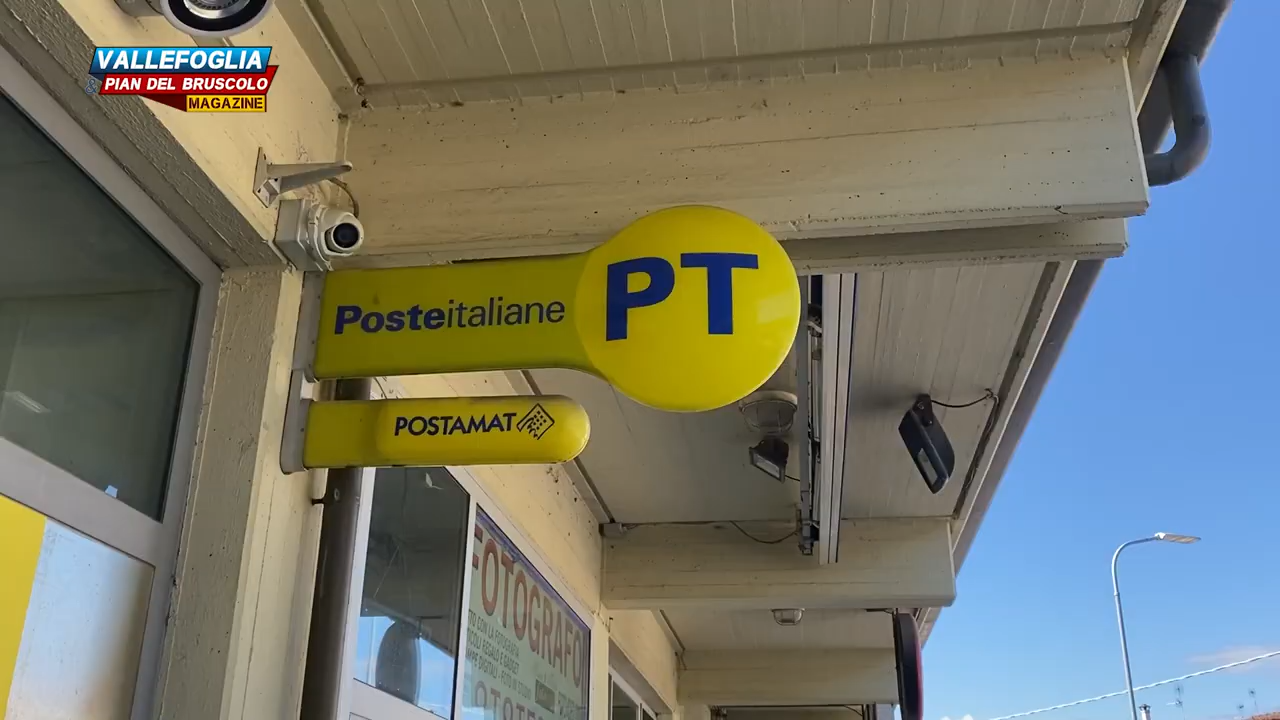 VALLEFOGLIA
& PIAN DEL BRUSCOLO
MAGAZINE
Posteitaliane
PT
POSTAMAT
FOTOGRAFO